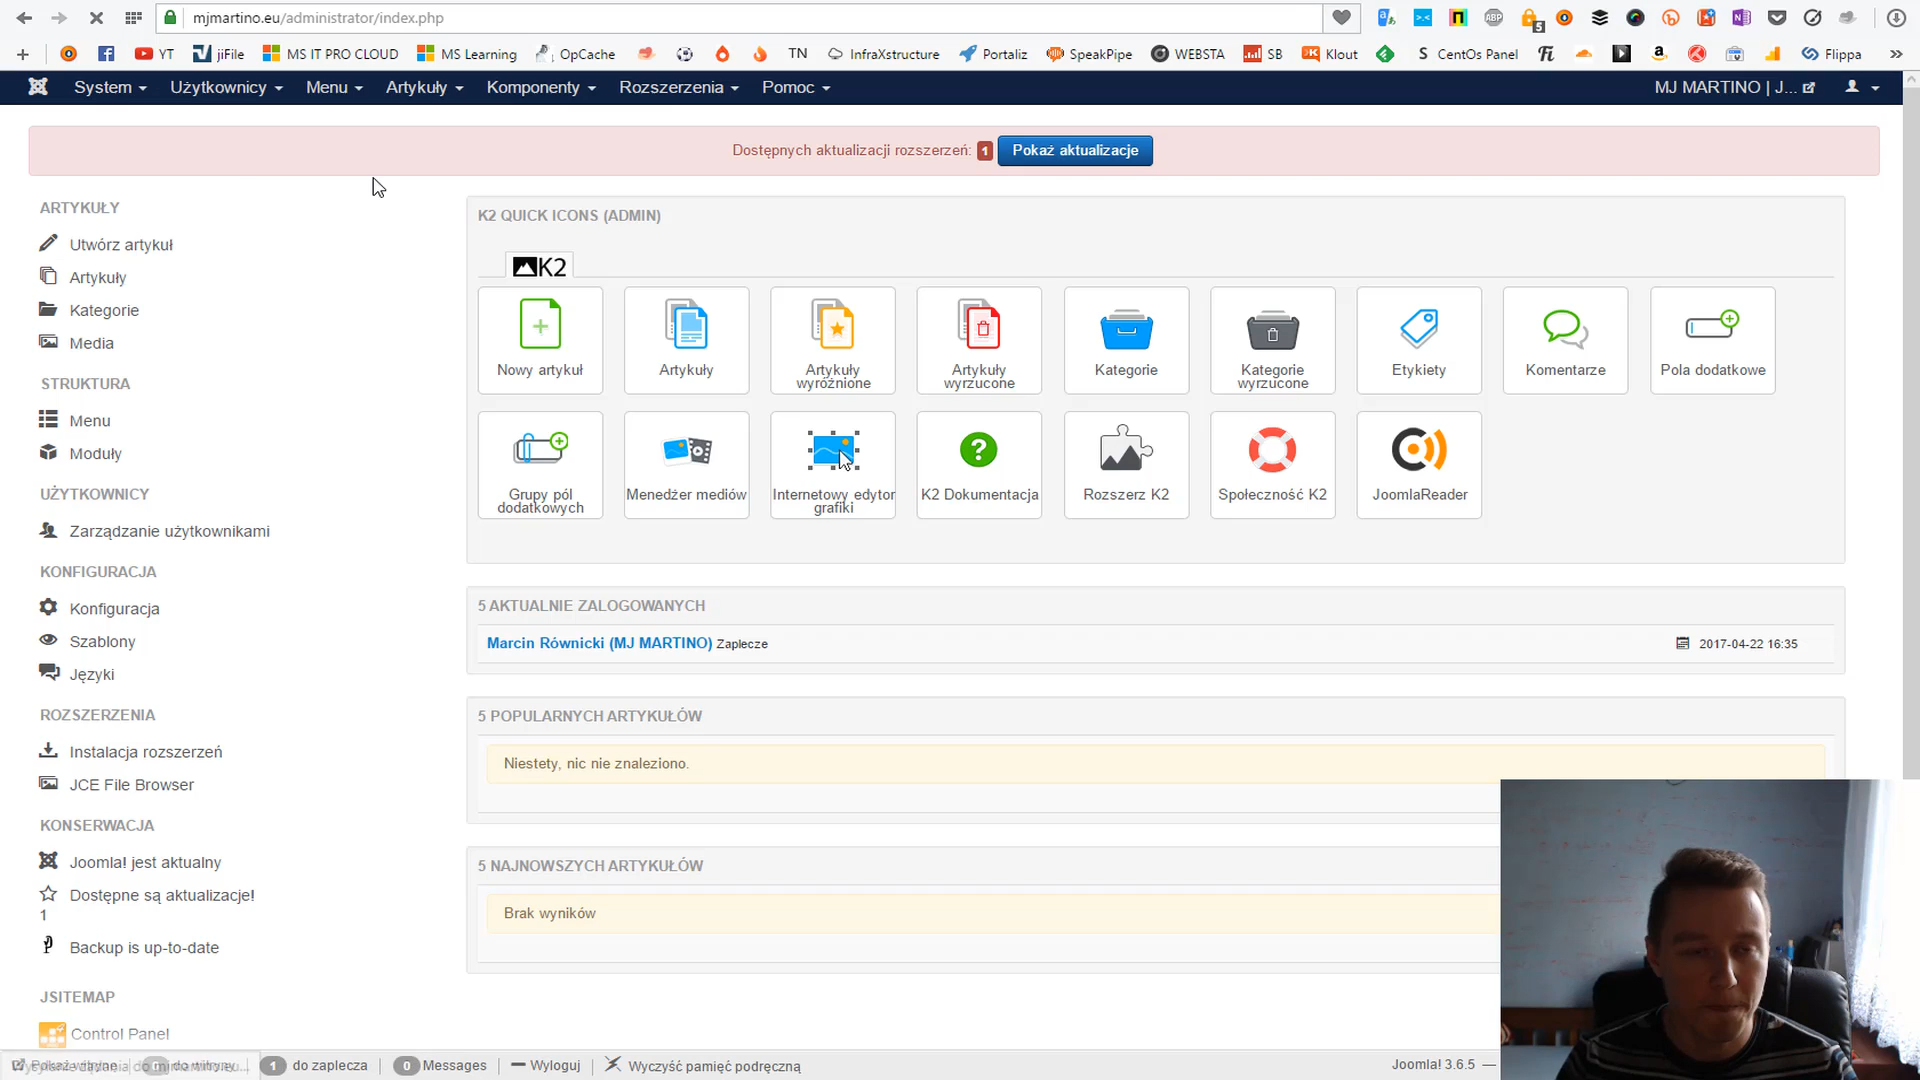 mjmartino.eu/administrator/index.php
YT jiFile MS IT PRO CLOUD MS Learning OpCache TN InfraXstructure Portaliz SpeakPipe WEBSTA SB Klout CentOs Panel Flippa
System Użytkownicy Menu Artykuły Komponenty Rozszerzenia Pomoc MJ MARTINO | J...
Dostępnych aktualizacji rozszerzeń: 1 Pokaż aktualizacje
ARTYKUŁY
Utwórz artykuł
Artykuły
Kategorie
Media
STRUKTURA
Menu
Moduły
UŻYTKOWNICY
Zarządzanie użytkownikami
KONFIGURACJA
Konfiguracja
Szablony
Języki
ROZSZERZENIA
Instalacja rozszerzeń
JCE File Browser
KONSERWACJA
Joomla! jest aktualny
Dostępne są aktualizacje!
1
Backup is up-to-date
JSITEMAP
Control Panel
K2 QUICK ICONS (ADMIN)
K2
Nowy artykuł
Artykuły
Artykuły
wyróżnione
Artykuły
wyrzucone
Kategorie
Kategorie
wyrzucone
Etykiety
Komentarze
Pola dodatkowe
Grupy pól
dodatkowych
Menedżer mediów
Internetowy edytor
grafiki
K2 Dokumentacja
Rozszerz K2
Społeczność K2
JoomlaReader
5 AKTUALNIE ZALOGOWANYCH
Marcin Równicki (MJ MARTINO) Zaplecze 2017-04-22 16:35
5 POPULARNYCH ARTYKUŁÓW
Niestety, nic nie znaleziono.
5 NAJNOWSZYCH ARTYKUŁÓW
Brak wyników
1 do zaplecza 0 Messages Wyloguj Wyczyść pamięć podręczną Joomla! 3.6.5 —